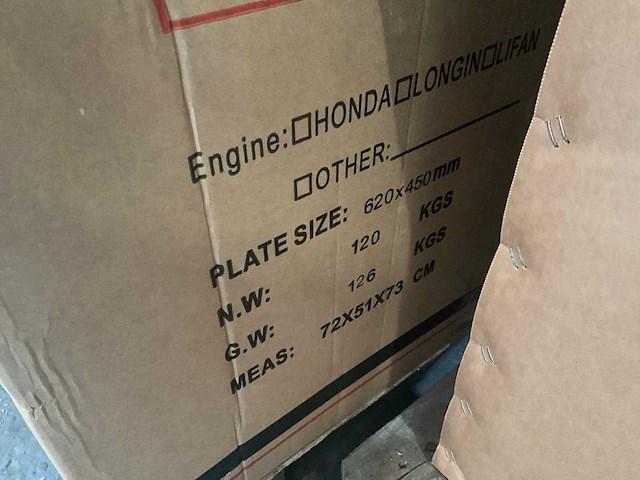 Engine:□HONDA□LONGIN□LIFAN
□OTHER:
PLATE SIZE: 620x450mm
N.W: 120 KGS
G.W: 126 KGS
MEAS: 72X51X73 CM